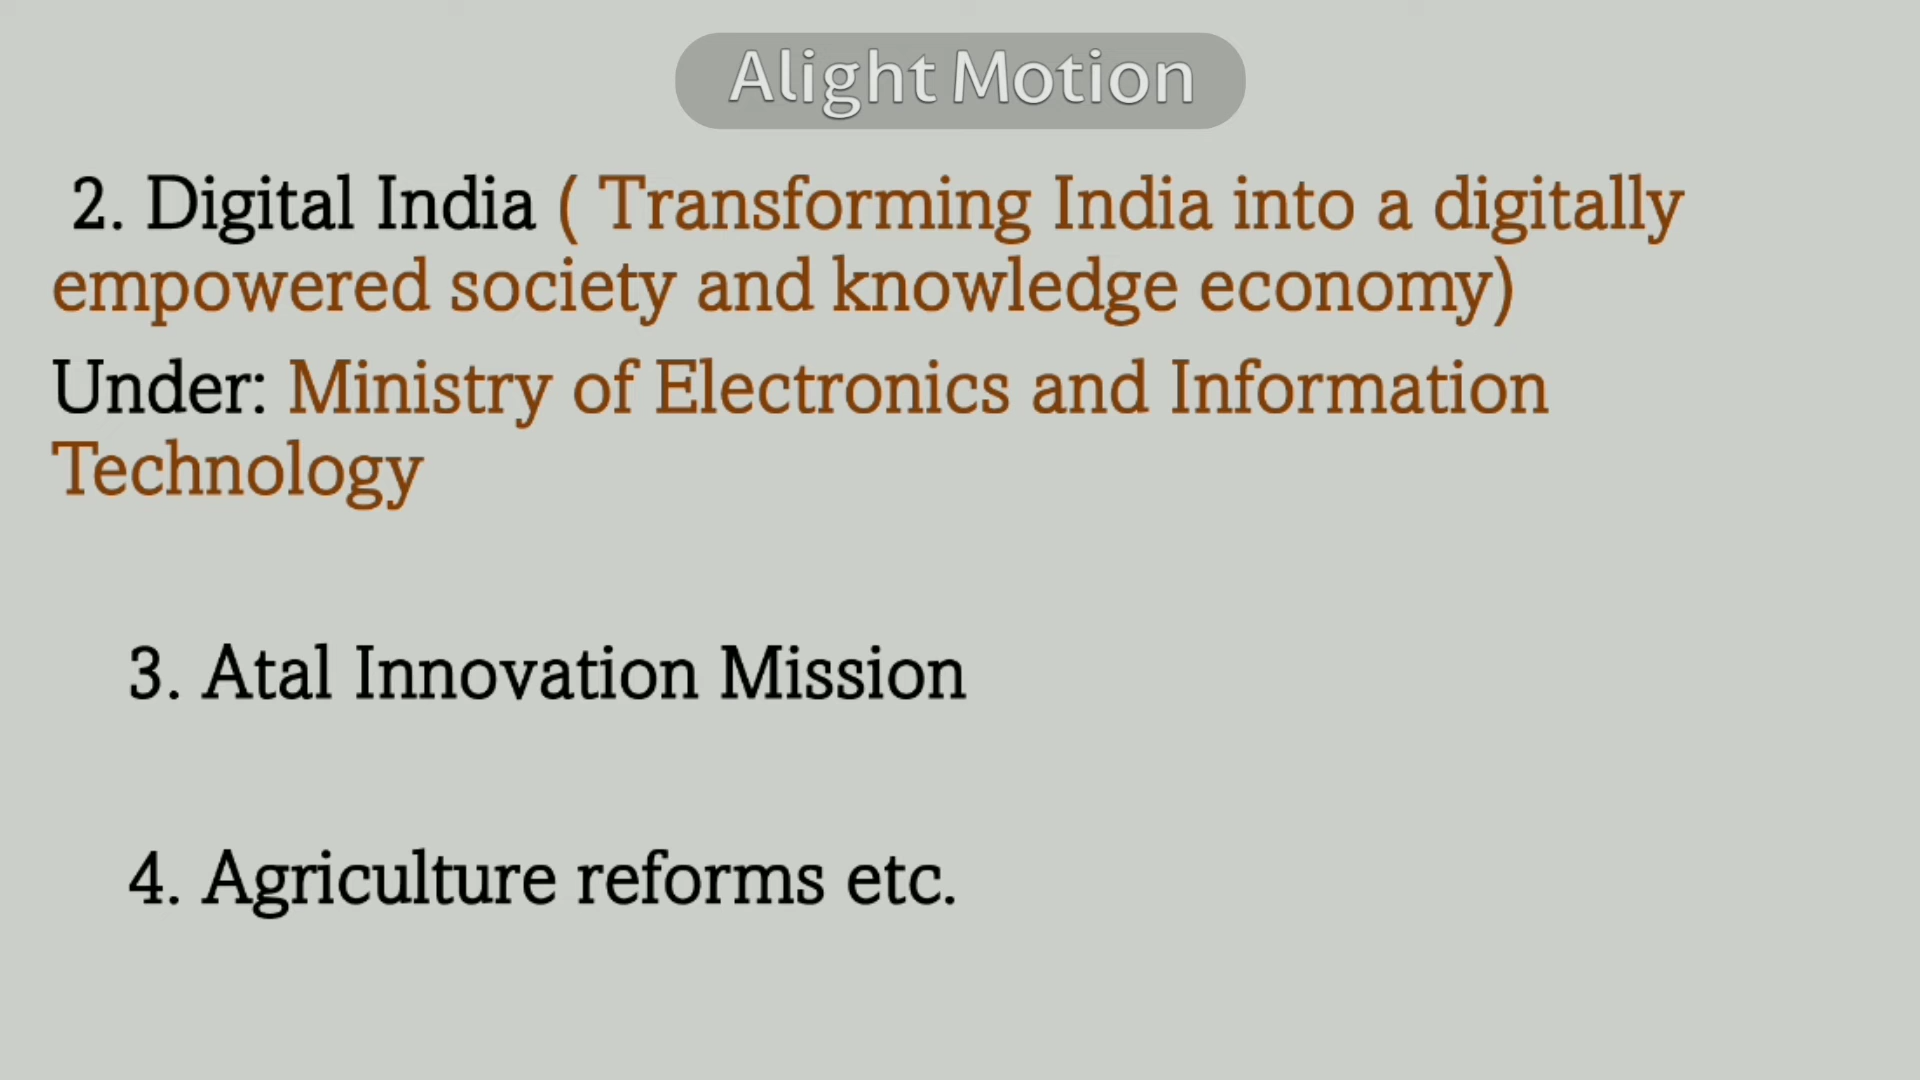 Alight Motion
2. Digital India ( Transforming India into a digitally
empowered society and knowledge economy)
Under: Ministry of Electronics and Information
Technology
3. Atal Innovation Mission
4. Agriculture reforms etc.